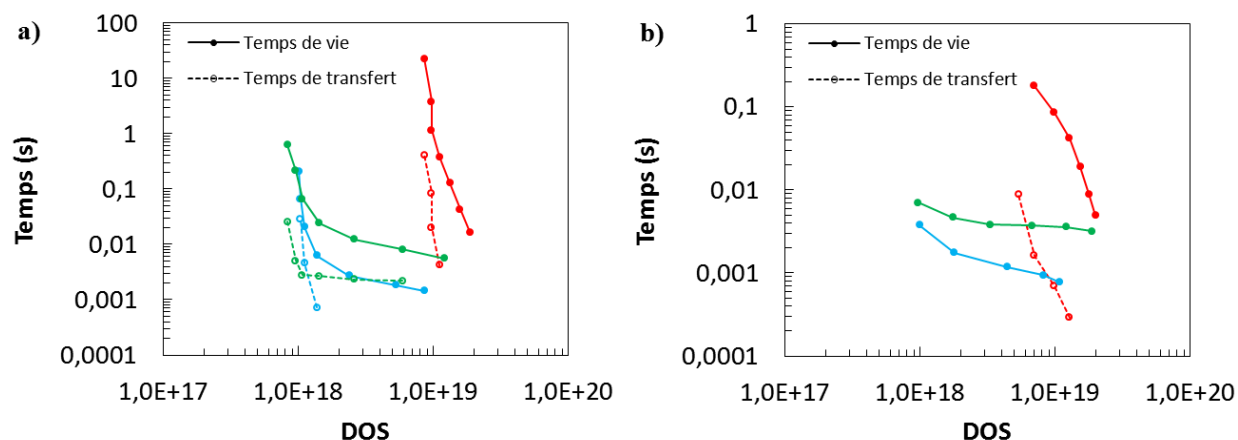 a)
100
10
1
0,1
0,01
0,001
0,0001
Temps (s)
Temps de vie
Temps de transfert
1,0E+17
1,0E+18
1,0E+19
1,0E+20
DOS
b)
1
0,1
0,01
0,001
0,0001
Temps (s)
Temps de vie
Temps de transfert
1,0E+17
1,0E+18
1,0E+19
1,0E+20
DOS